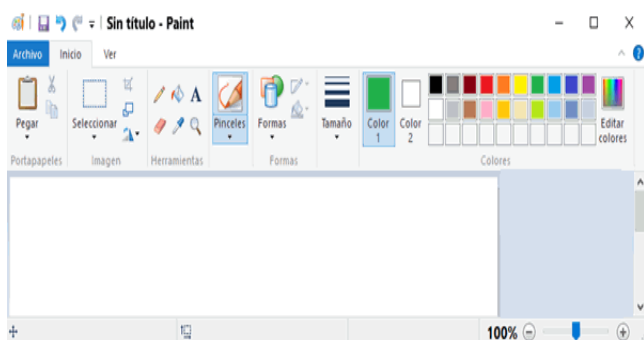 Sin título - Paint
Archivo Inicio Ver
Pegar Seleccionar Pinceles Formas Tamaño Color 1 Color 2 Editar colores
Portapapeles Imagen Herramientas Formas Colores
100%